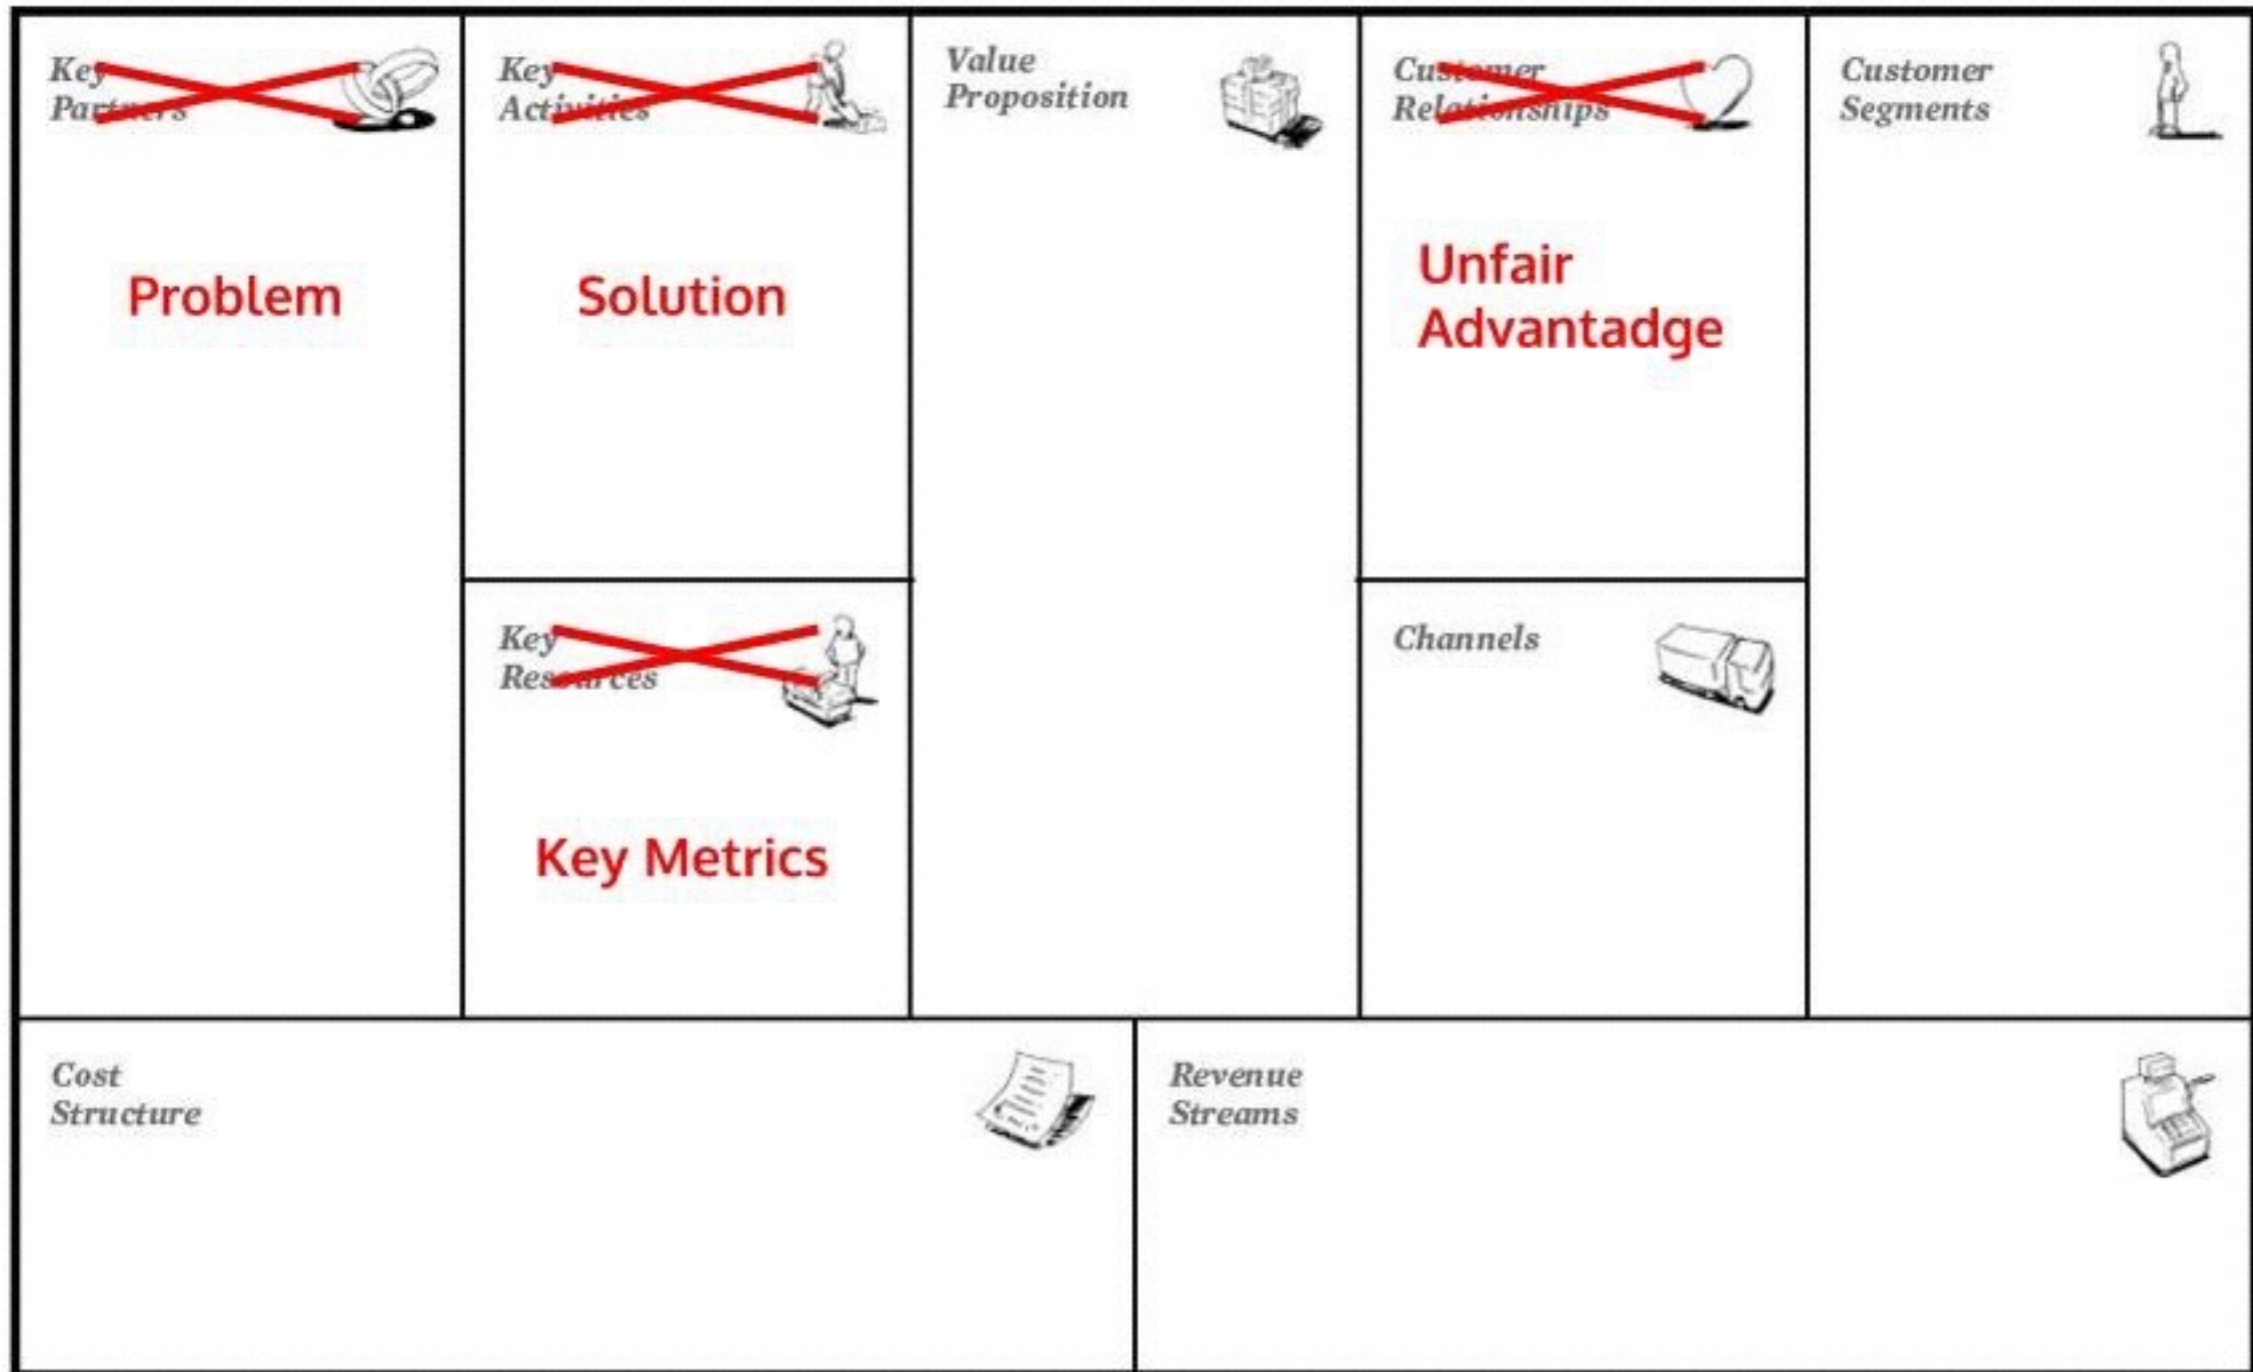 Key
Partners
Problem
Key
Activities
Solution
Key
Resources
Key Metrics
Value
Proposition
Customer
Relationships
Unfair
Advantadge
Channels
Customer
Segments
Cost
Structure
Revenue
Streams